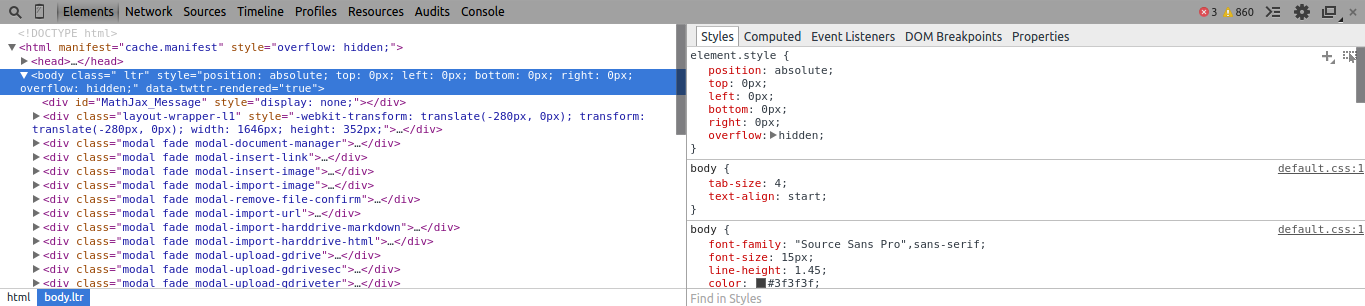 Elements Network Sources Timeline Profiles Resources Audits Console 3 860
<!DOCTYPE html>
<html manifest="cache.manifest" style="overflow: hidden;">
<head>…</head>
<body class=" ltr" style="position: absolute; top: 0px; left: 0px; bottom: 0px; right: 0px;
overflow: hidden;" data-twttr-rendered="true">
<div id="MathJax_Message" style="display: none;"></div>
<div class="layout-wrapper-l1" style="-webkit-transform: translate(-280px, 0px); transform:
translate(-280px, 0px); width: 1646px; height: 352px;">…</div>
<div class="modal fade modal-document-manager">…</div>
<div class="modal fade modal-insert-link">…</div>
<div class="modal fade modal-insert-image">…</div>
<div class="modal fade modal-import-image">…</div>
<div class="modal fade modal-remove-file-confirm">…</div>
<div class="modal fade modal-import-url">…</div>
<div class="modal fade modal-import-harddrive-markdown">…</div>
<div class="modal fade modal-import-harddrive-html">…</div>
<div class="modal fade modal-upload-gdrive">…</div>
<div class="modal fade modal-upload-gdrivesec">…</div>
<div class="modal fade modal-upload-gdriveter">…</div>
html body.ltr
Styles Computed Event Listeners DOM Breakpoints Properties
element.style {
position: absolute;
top: 0px;
left: 0px;
bottom: 0px;
right: 0px;
overflow: hidden;
}
body { default.css:1
tab-size: 4;
text-align: start;
}
body { default.css:1
font-family: "Source Sans Pro",sans-serif;
font-size: 15px;
line-height: 1.45;
color: #3f3f3f;
Find in Styles